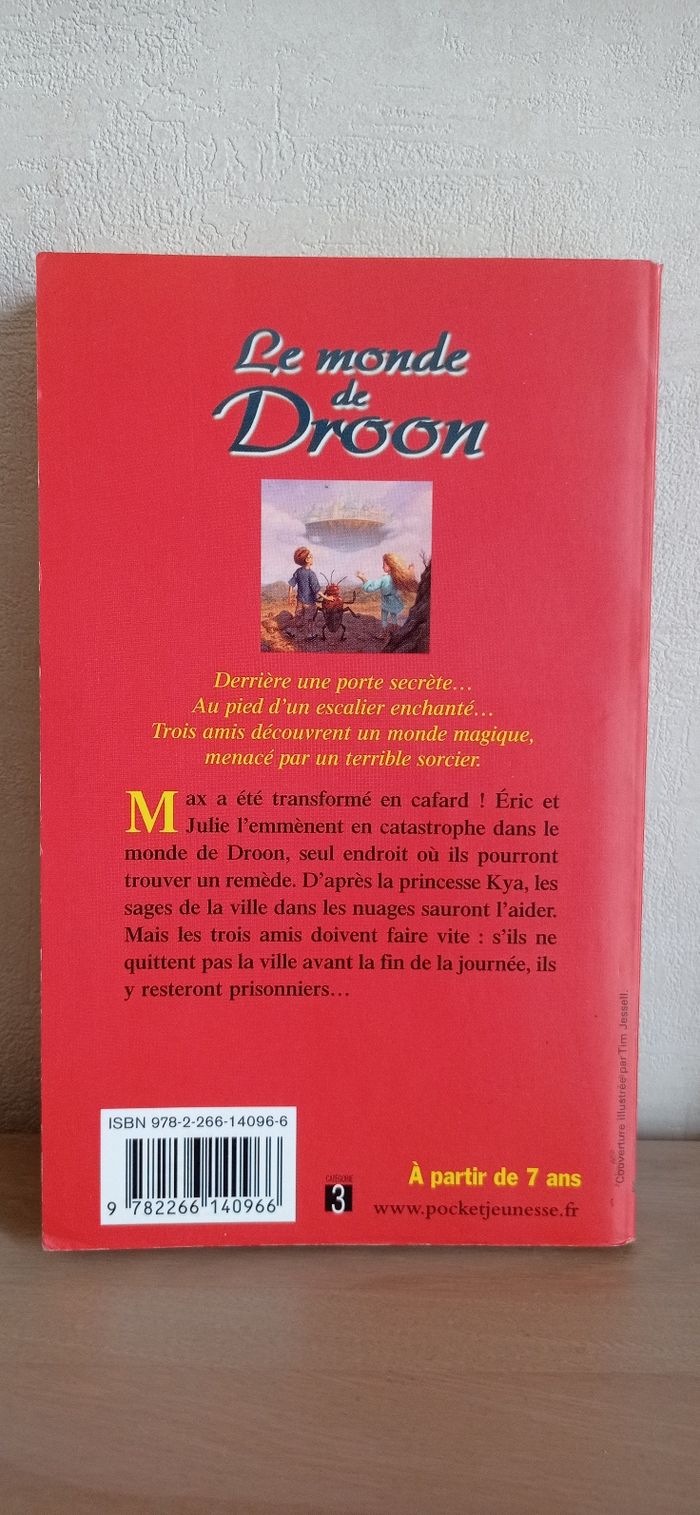 Le monde
de
Droon
Derrière une porte secrète…
Au pied d'un escalier enchanté…
Trois amis découvrent un monde magique,
menacé par un terrible sorcier.
Max a été transformé en cafard ! Éric et
Julie l'emmènent en catastrophe dans le
monde de Droon, seul endroit où ils pourront
trouver un remède. D'après la princesse Kya, les
sages de la ville dans les nuages sauront l'aider.
Mais les trois amis doivent faire vite : s'ils ne
quittent pas la ville avant la fin de la journée, ils
y resteront prisonniers…
Couverture illustrée par Tim Jessell.
ISBN 978-2-266-14096-6
9 782266 140966
CATÉGORIE
3
À partir de 7 ans
www.pocketjeunesse.fr